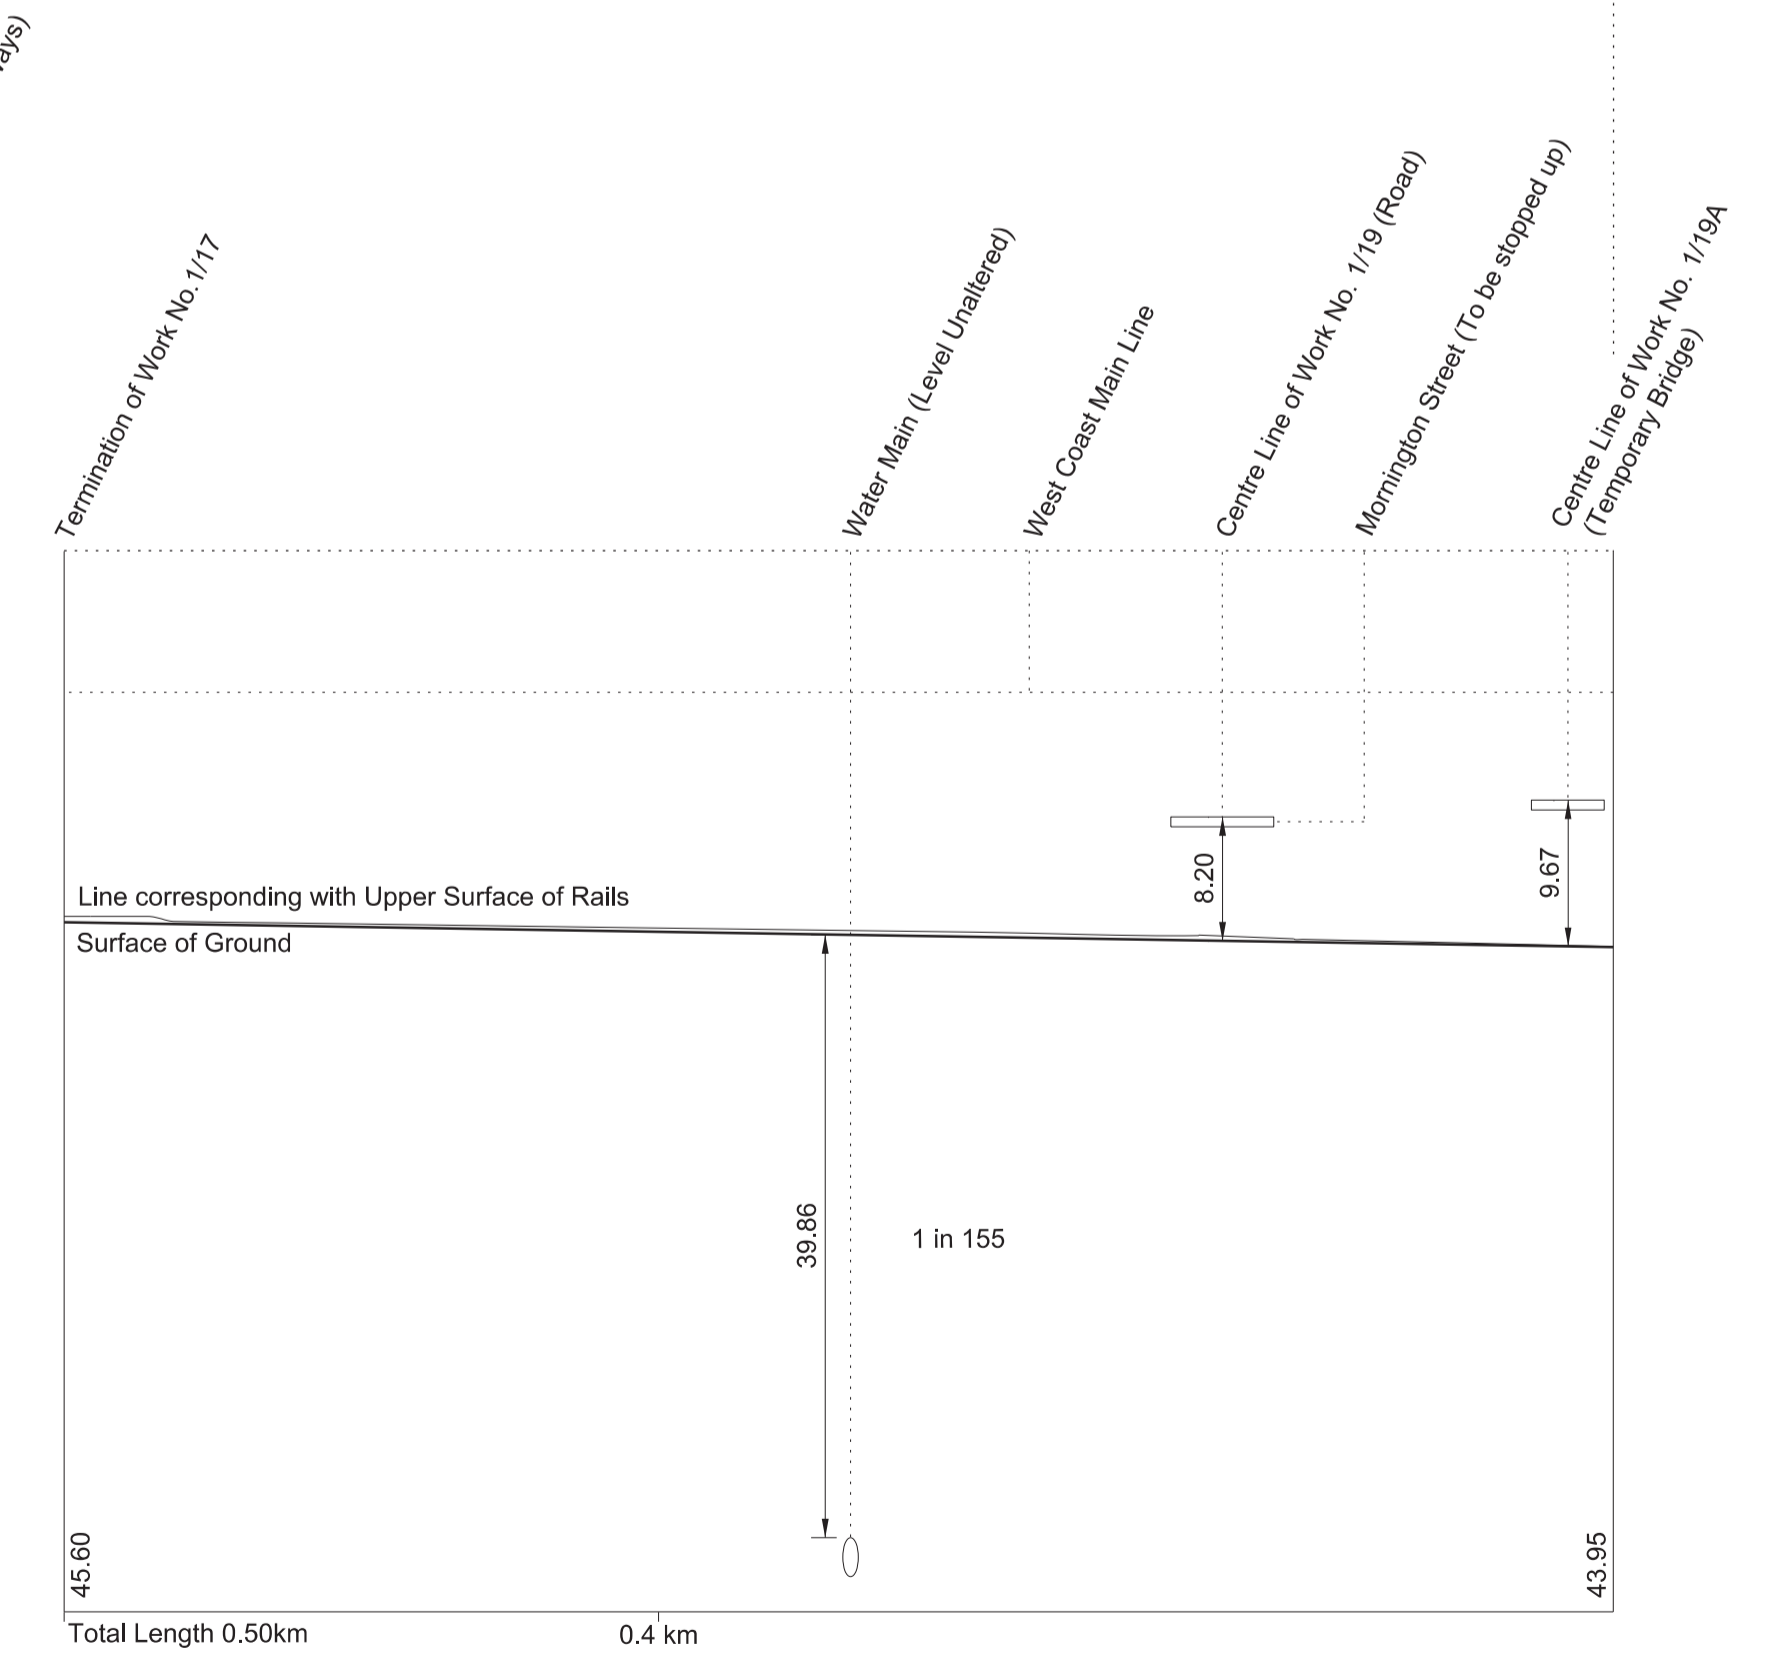 Termination of Work No. 1/17
Water Main (Level Unaltered)
West Coast Main Line
Centre Line of Work No. 1/19 (Road)
Mornington Street (To be stopped up)
Centre Line of Work No. 1/19A
(Temporary Bridge)
8.20
9.67
Line corresponding with Upper Surface of Rails
Surface of Ground
39.86
1 in 155
45.60
43.95
Total Length 0.50km
0.4 km